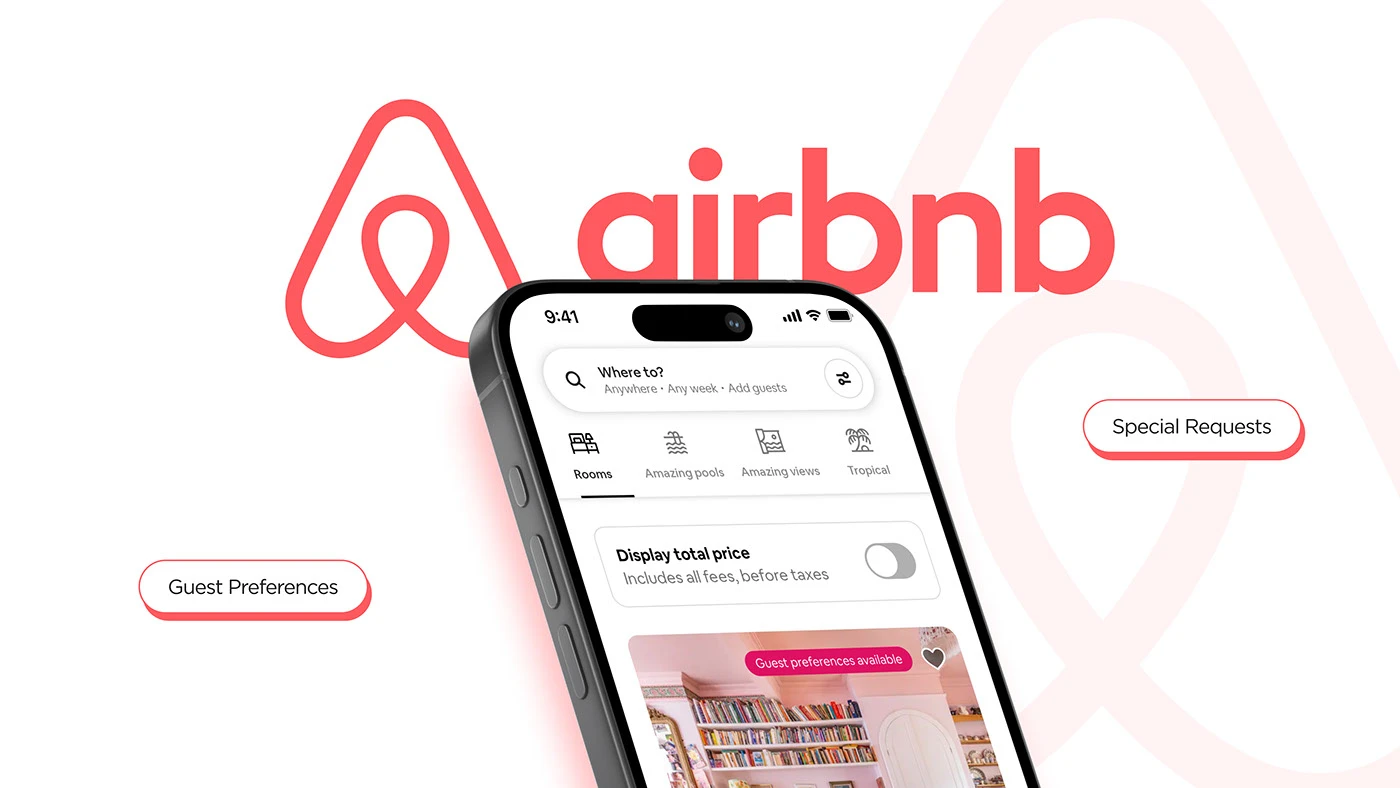 airbnb
9:41
Where to?
Anywhere • Any week • Add guests
Rooms
Amazing pools
Amazing views
Tropical
Special Requests
Display total price
Includes all fees, before taxes
Guest Preferences
Guest preferences available